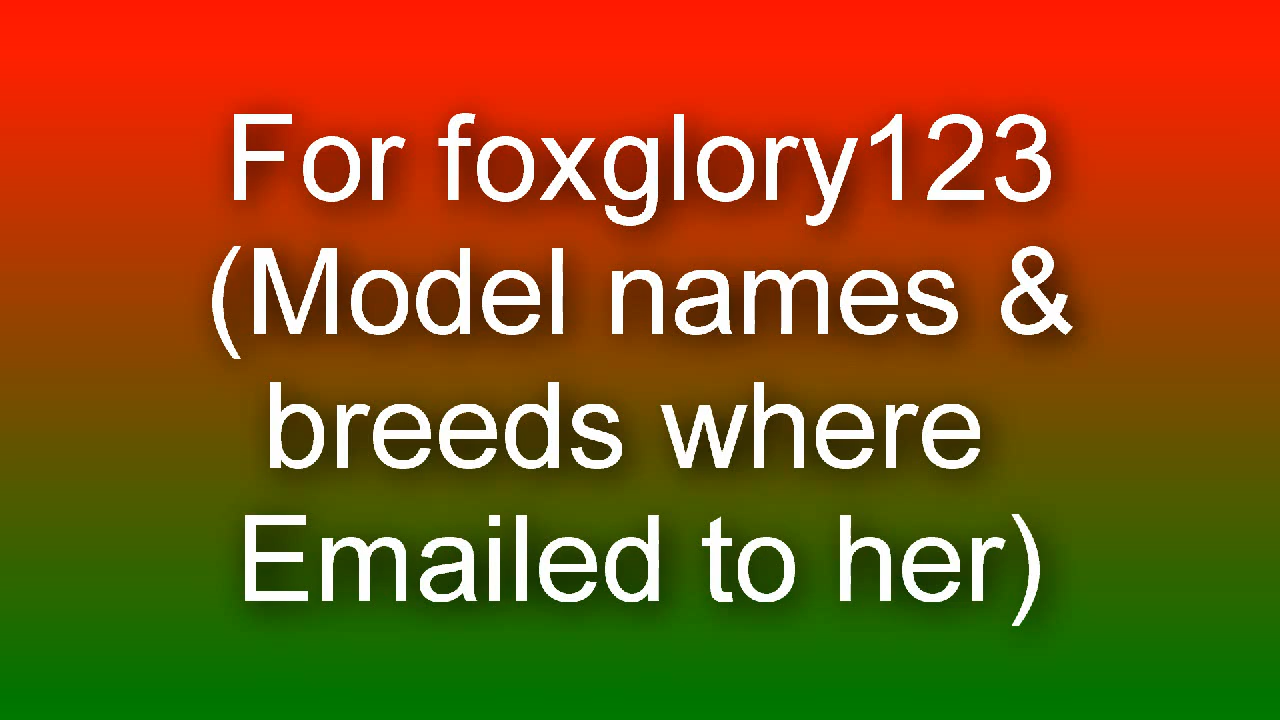 For foxglory123
(Model names &
breeds where
Emailed to her)